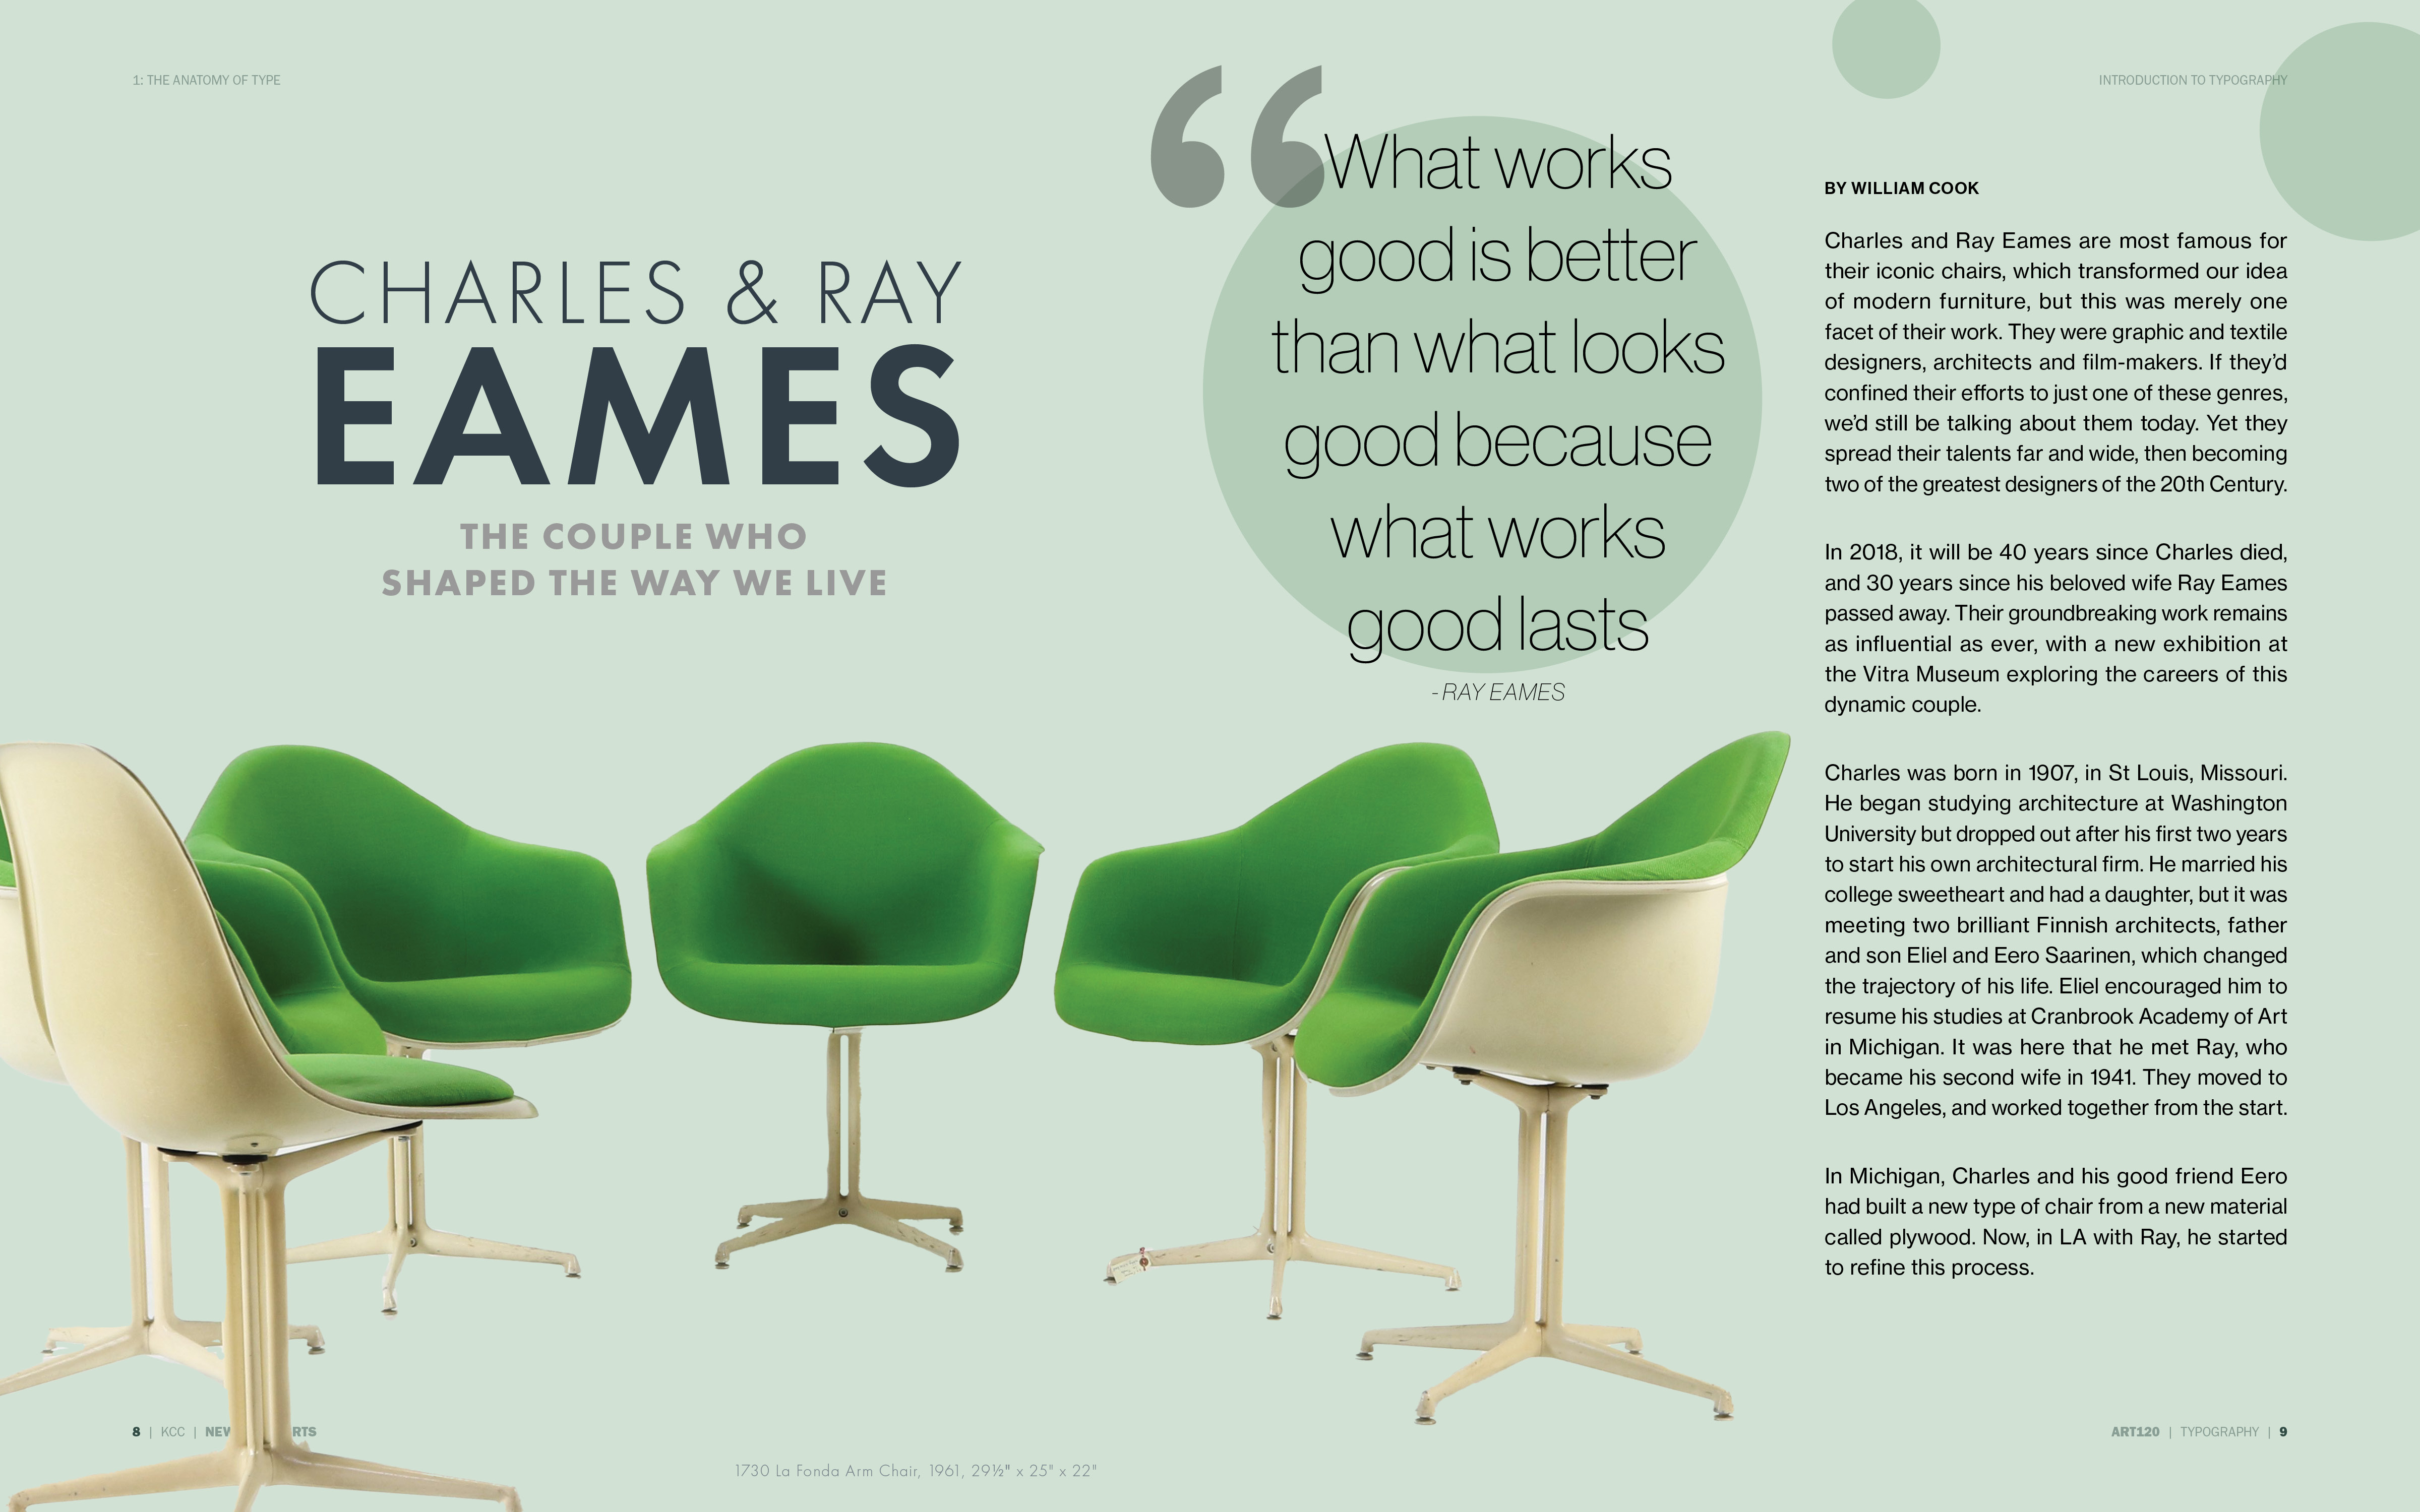 1: THE ANATOMY OF TYPE
INTRODUCTION TO TYPOGRAPHY
CHARLES & RAY
EAMES
THE COUPLE WHO
SHAPED THE WAY WE LIVE
“What works
good is better
than what looks
good because
what works
good lasts
- RAY EAMES
BY WILLIAM COOK
Charles and Ray Eames are most famous for
their iconic chairs, which transformed our idea
of modern furniture, but this was merely one
facet of their work. They were graphic and textile
designers, architects and film-makers. If they’d
confined their efforts to just one of these genres,
we’d still be talking about them today. Yet they
spread their talents far and wide, then becoming
two of the greatest designers of the 20th Century.
In 2018, it will be 40 years since Charles died,
and 30 years since his beloved wife Ray Eames
passed away. Their groundbreaking work remains
as influential as ever, with a new exhibition at
the Vitra Museum exploring the careers of this
dynamic couple.
Charles was born in 1907, in St Louis, Missouri.
He began studying architecture at Washington
University but dropped out after his first two years
to start his own architectural firm. He married his
college sweetheart and had a daughter, but it was
meeting two brilliant Finnish architects, father
and son Eliel and Eero Saarinen, which changed
the trajectory of his life. Eliel encouraged him to
resume his studies at Cranbrook Academy of Art
in Michigan. It was here that he met Ray, who
became his second wife in 1941. They moved to
Los Angeles, and worked together from the start.
In Michigan, Charles and his good friend Eero
had built a new type of chair from a new material
called plywood. Now, in LA with Ray, he started
to refine this process.
8 | KCC |
ART120 | TYPOGRAPHY | 9
1730 La Fonda Arm Chair, 1961, 29½" x 25" x 22"